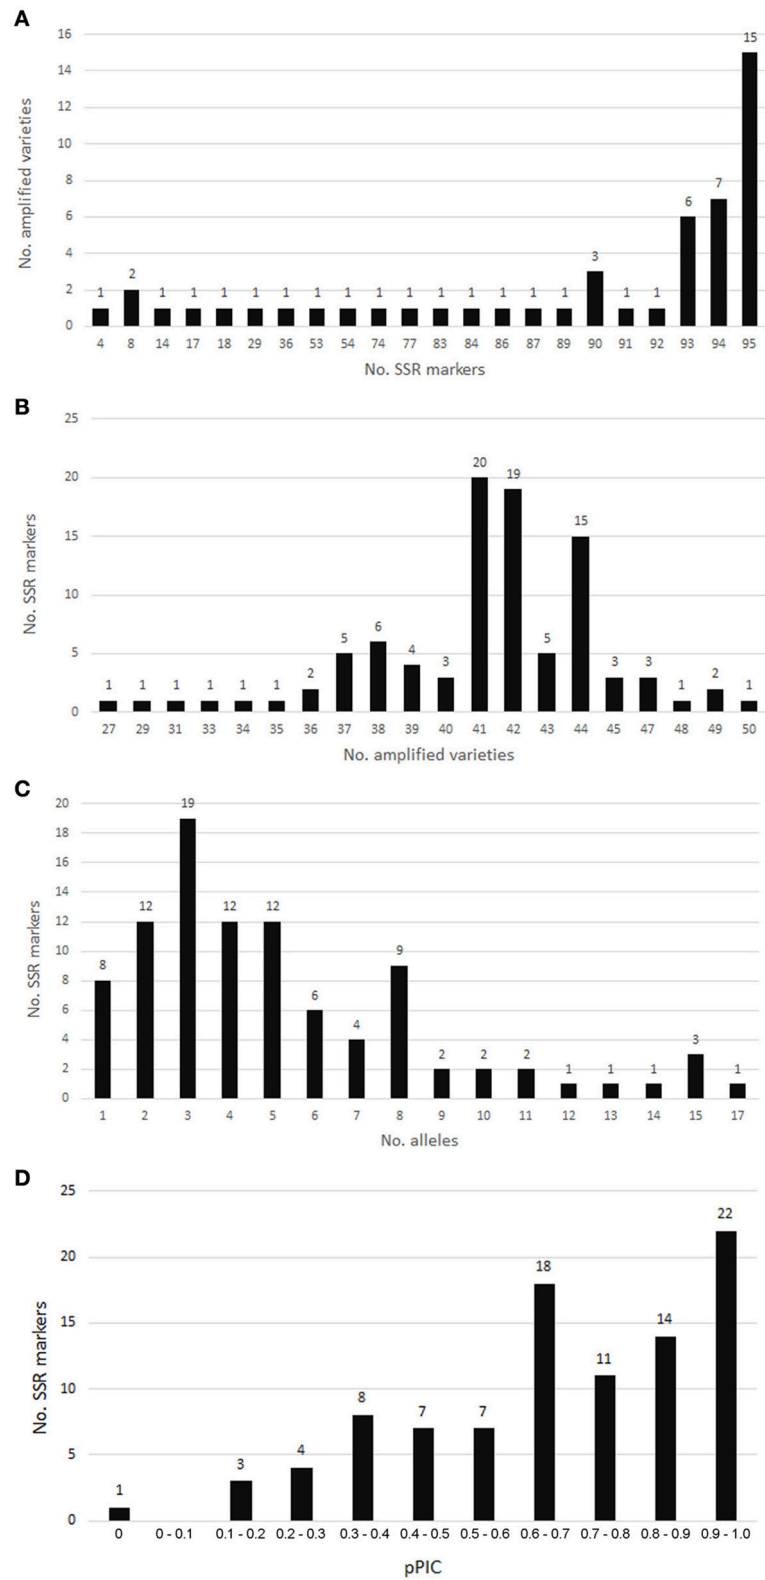 A
16
14
12
10
8
6
4
2
0
No. amplified varieties
1 2 1 1 1 1 1 1 1 1 1 1 1 1 1 1 3 1 1 6 7 15
4 8 14 17 18 29 36 53 54 74 77 83 84 86 87 89 90 91 92 93 94 95
No. SSR markers
B
25
20
15
10
5
0
No. SSR markers
1 1 1 1 1 1 2 5 6 4 3 20 19 5 15 3 3 1 2 1
27 29 31 33 34 35 36 37 38 39 40 41 42 43 44 45 47 48 49 50
No. amplified varieties
C
20
18
16
14
12
10
8
6
4
2
0
No. SSR markers
8 12 19 12 12 6 4 9 2 2 2 1 1 1 3 1
1 2 3 4 5 6 7 8 9 10 11 12 13 14 15 17
No. alleles
D
25
20
15
10
5
0
No. SSR markers
1 3 4 8 7 7 18 11 14 22
0 0 - 0.1 0.1 - 0.2 0.2 - 0.3 0.3 - 0.4 0.4 - 0.5 0.5 - 0.6 0.6 - 0.7 0.7 - 0.8 0.8 - 0.9 0.9 - 1.0
pPIC